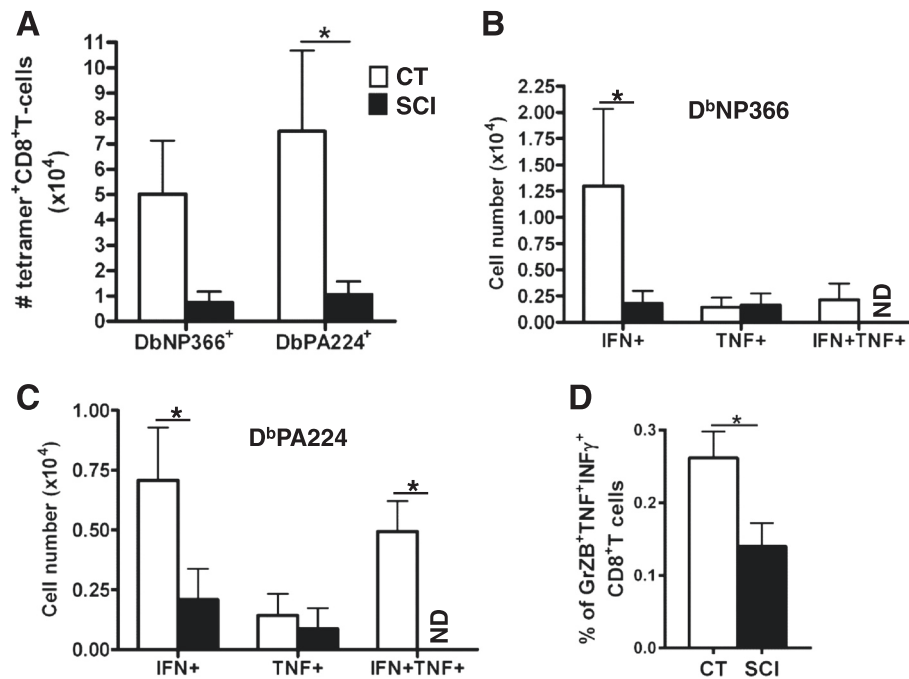 A
# tetramer⁺CD8⁺T-cells
(x10⁴)
11
10
9
8
7
6
5
4
3
2
1
0
*
CT
SCI
DbNP366⁺
DbPA224⁺
B
Cell number (x10⁴)
2.25
2.00
1.75
1.50
1.25
1.00
0.75
0.50
0.25
0.00
*
DᵇNP366
ND
IFN+
TNF+
IFN+TNF+
C
Cell number (x10⁴)
1.00
0.75
0.50
0.25
0.00
*
DᵇPA224
*
ND
IFN+
TNF+
IFN+TNF+
D
% of GrZB⁺TNF⁺INFγ⁺
CD8⁺T cells
0.3
0.2
0.1
0.0
*
CT
SCI